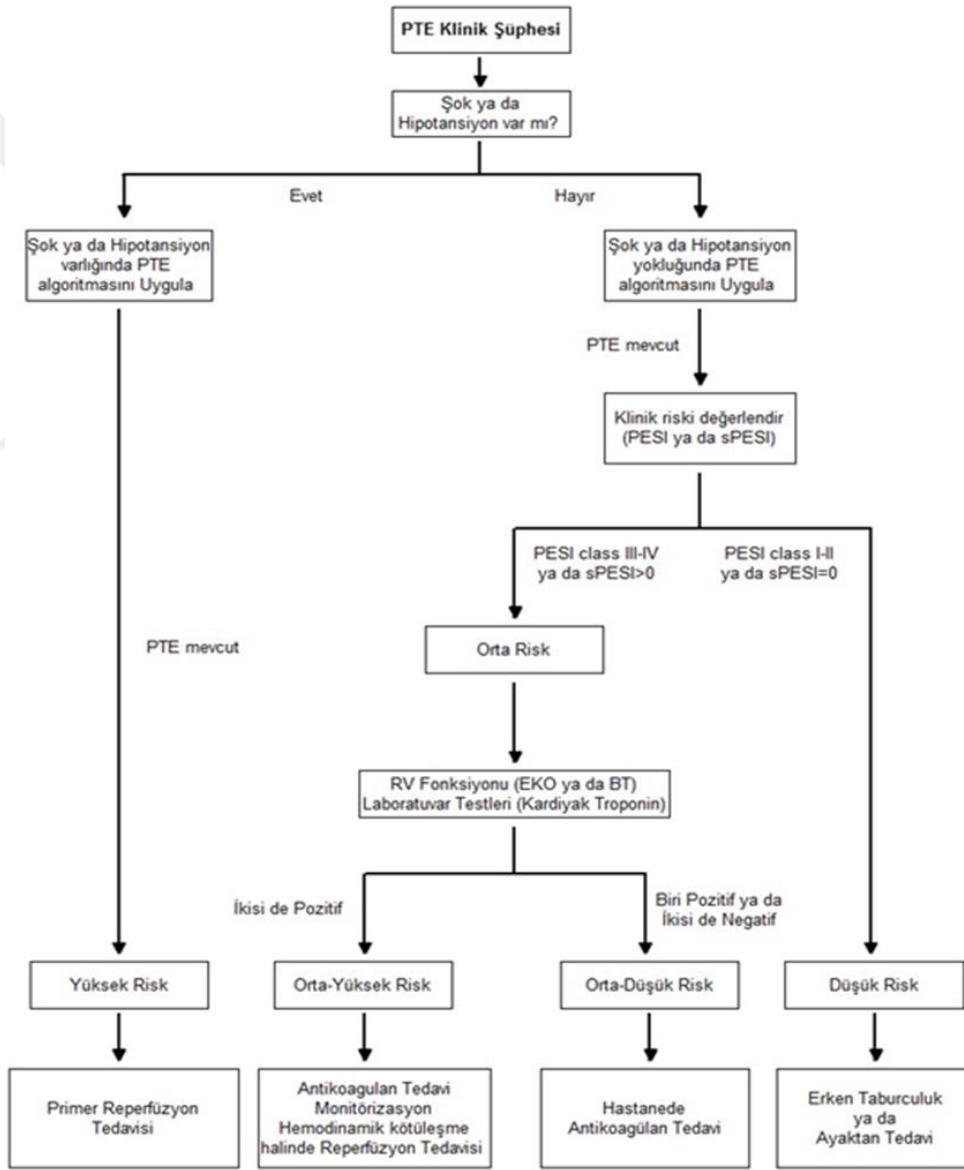 PTE Klinik Şüphesi
Şok ya da
Hipotansiyon var mı?
Evet
Hayır
Şok ya da Hipotansiyon
varlığında PTE
algoritmasını Uygula
Şok ya da Hipotansiyon
yokluğunda PTE
algoritmasını Uygula
PTE mevcut
Klinik riski değerlendir
(PESI ya da sPESI)
PESI class III-IV
ya da sPESI>0
PESI class I-II
ya da sPESI=0
PTE mevcut
Orta Risk
RV Fonksiyonu (EKO ya da BT)
Laboratuvar Testleri (Kardiyak Troponin)
İkisi de Pozitif
Biri Pozitif ya da
İkisi de Negatif
Yüksek Risk
Orta-Yüksek Risk
Orta-Düşük Risk
Düşük Risk
Primer Reperfüzyon
Tedavisi
Antikoagulan Tedavi
Monitörizasyon
Hemodinamik kötüleşme
halinde Reperfüzyon Tedavisi
Hastanede
Antikoagülan Tedavi
Erken Taburculuk
ya da
Ayaktan Tedavi